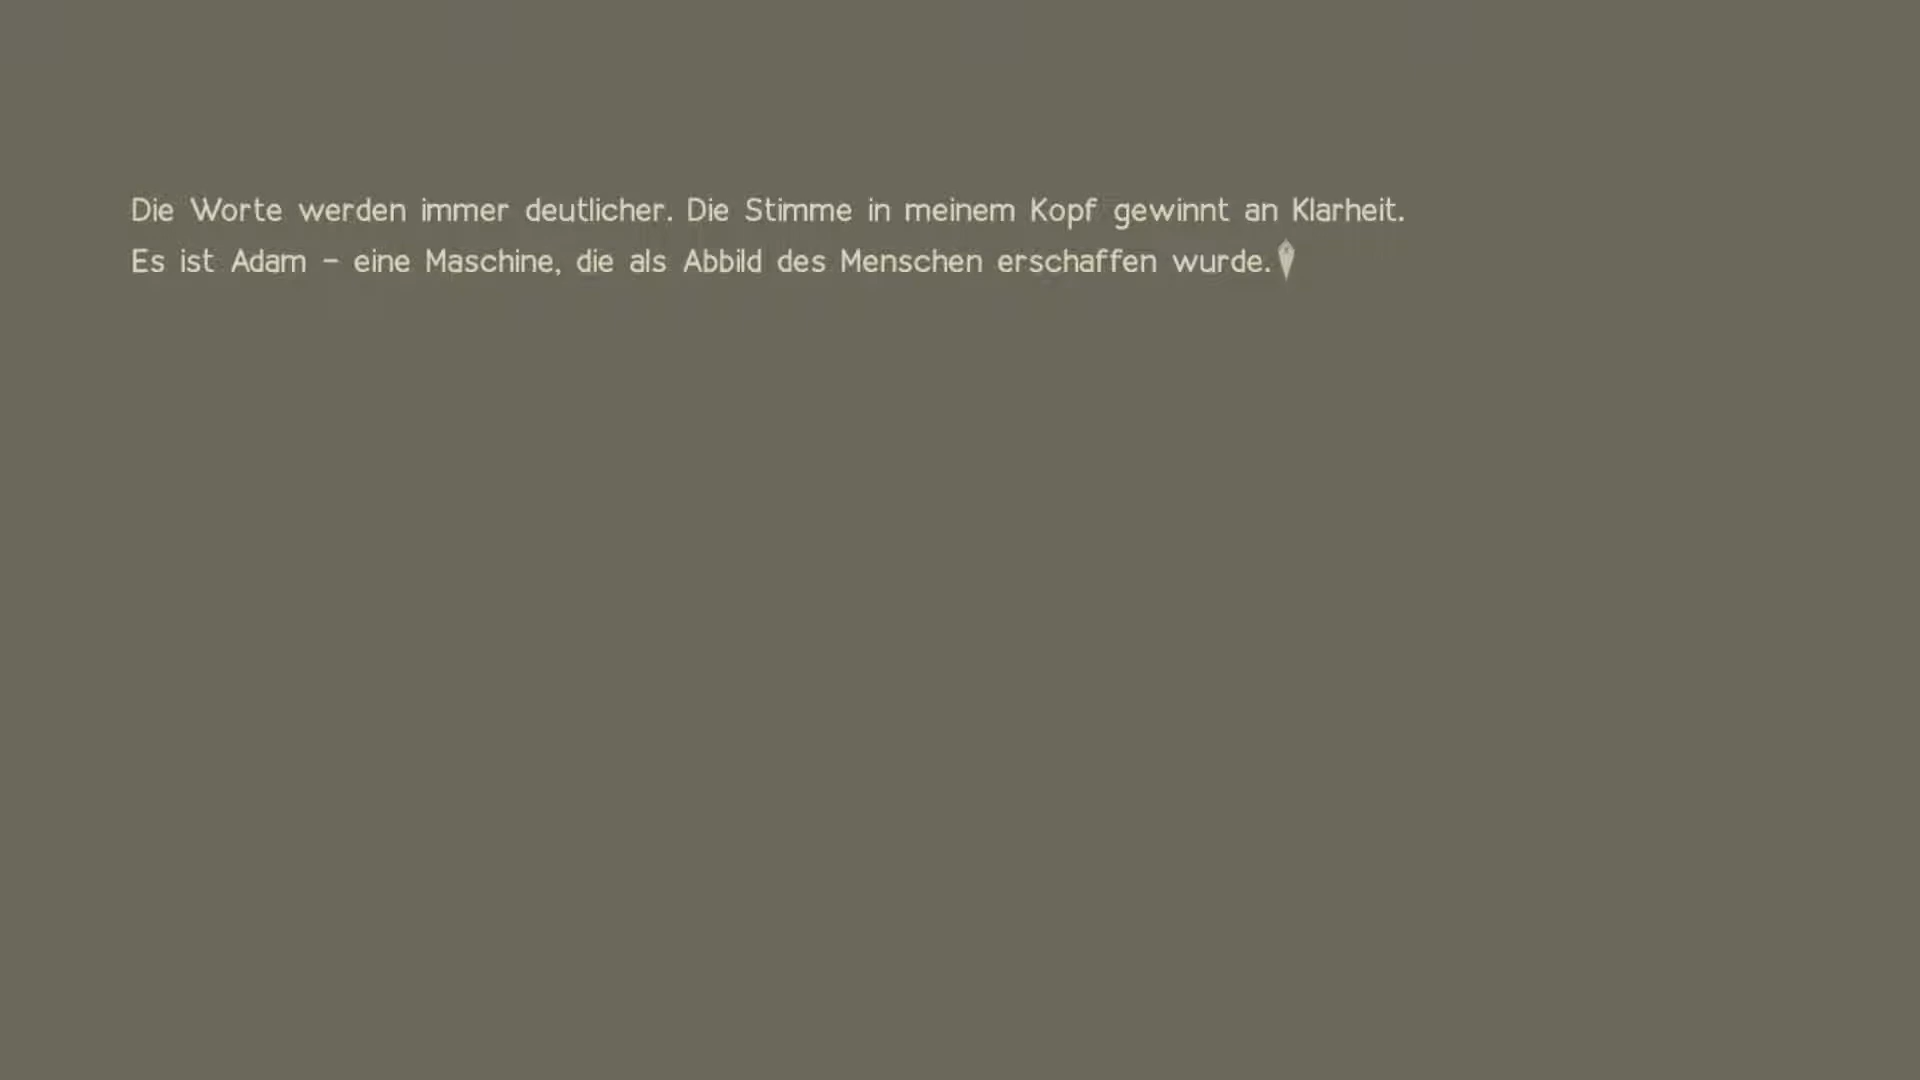 Die Worte werden immer deutlicher. Die Stimme in meinem Kopf gewinnt an Klarheit.
Es ist Adam – eine Maschine, die als Abbild des Menschen erschaffen wurde.